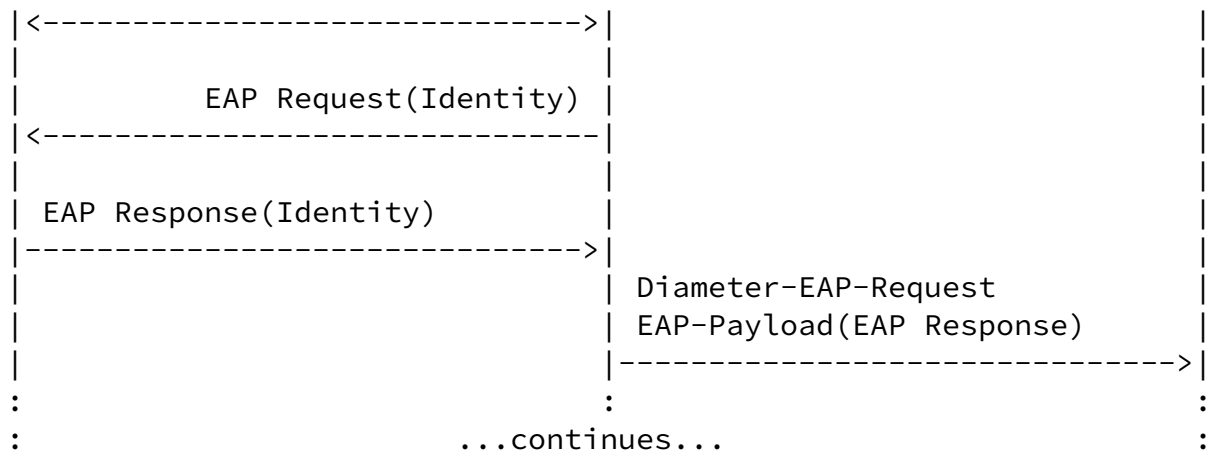 |<------------------------------>|                                |
|                                |                                |
|          EAP Request(Identity) |                                |
|<-------------------------------|                                |
|                                |                                |
| EAP Response(Identity)         |                                |
|------------------------------->|                                |
|                                | Diameter-EAP-Request           |
|                                | EAP-Payload(EAP Response)      |
|                                |------------------------------->|
:                                :                                :
:                        ...continues...                          :